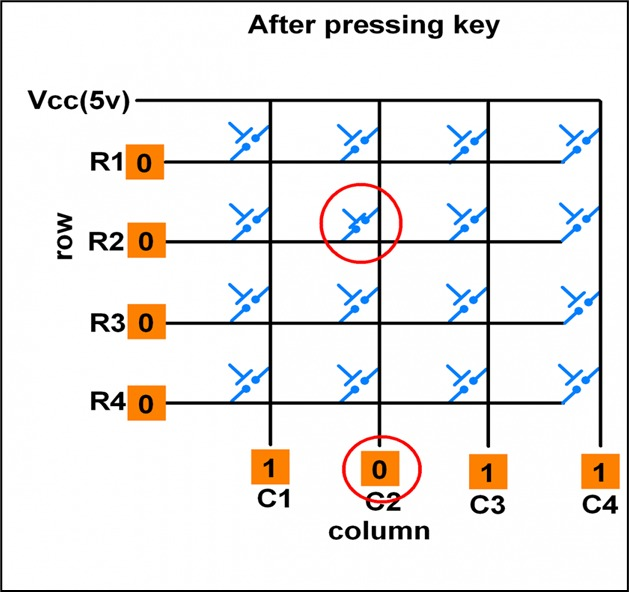 After pressing key
Vcc(5v)
R1 0
row
R2 0
R3 0
R4 0
1 0 1 1
C1 C2 C3 C4
column